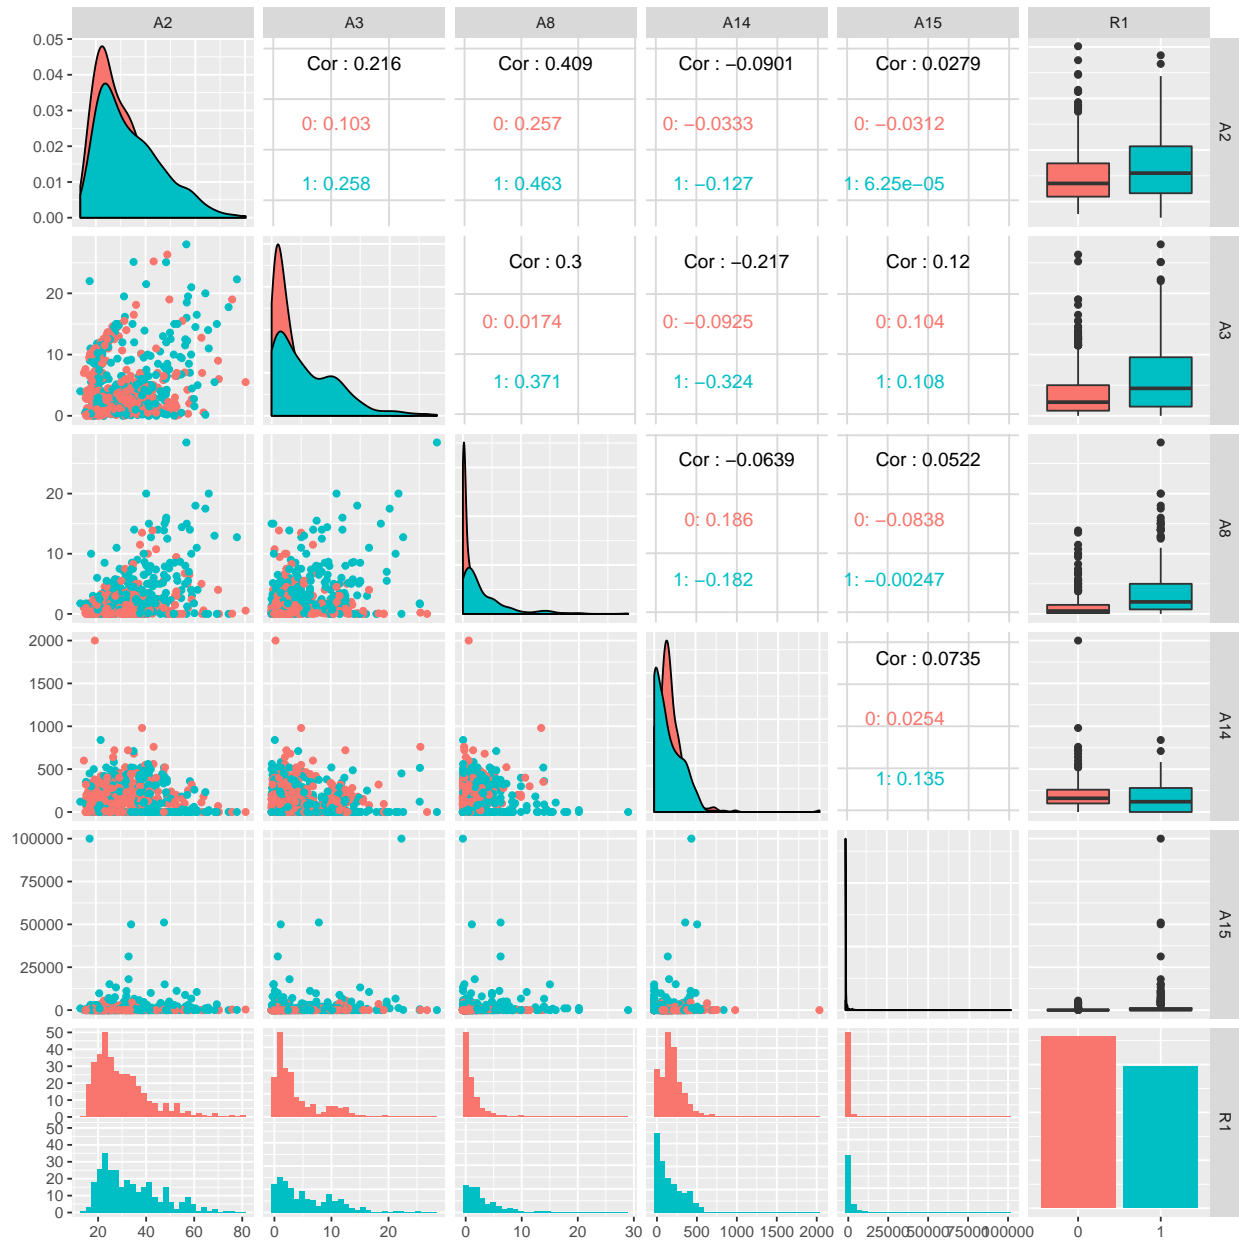 A2 A3 A8 A14 A15 R1
0.05
0.04
0.03
0.02
0.01
0.00
Cor : 0.216
0: 0.103
1: 0.258
Cor : 0.409
0: 0.257
1: 0.463
Cor : −0.0901
0: −0.0333
1: −0.127
Cor : 0.0279
0: −0.0312
1: 6.25e−05
A2
20
10
0
Cor : 0.3
0: 0.0174
1: 0.371
Cor : −0.217
0: −0.0925
1: −0.324
Cor : 0.12
0: 0.104
1: 0.108
A3
20
10
0
Cor : −0.0639
0: 0.186
1: −0.182
Cor : 0.0522
0: −0.0838
1: −0.00247
A8
2000
1500
1000
500
0
Cor : 0.0735
0: 0.0254
1: 0.135
A14
100000
75000
50000
25000
0
A15
50
40
30
20
10
0
50
40
30
20
10
0
R1
20 40 60 80 0 10 20 0 10 20 30 0 500 1000 1500 2000 0 25000 50000 75000 100000 0 1